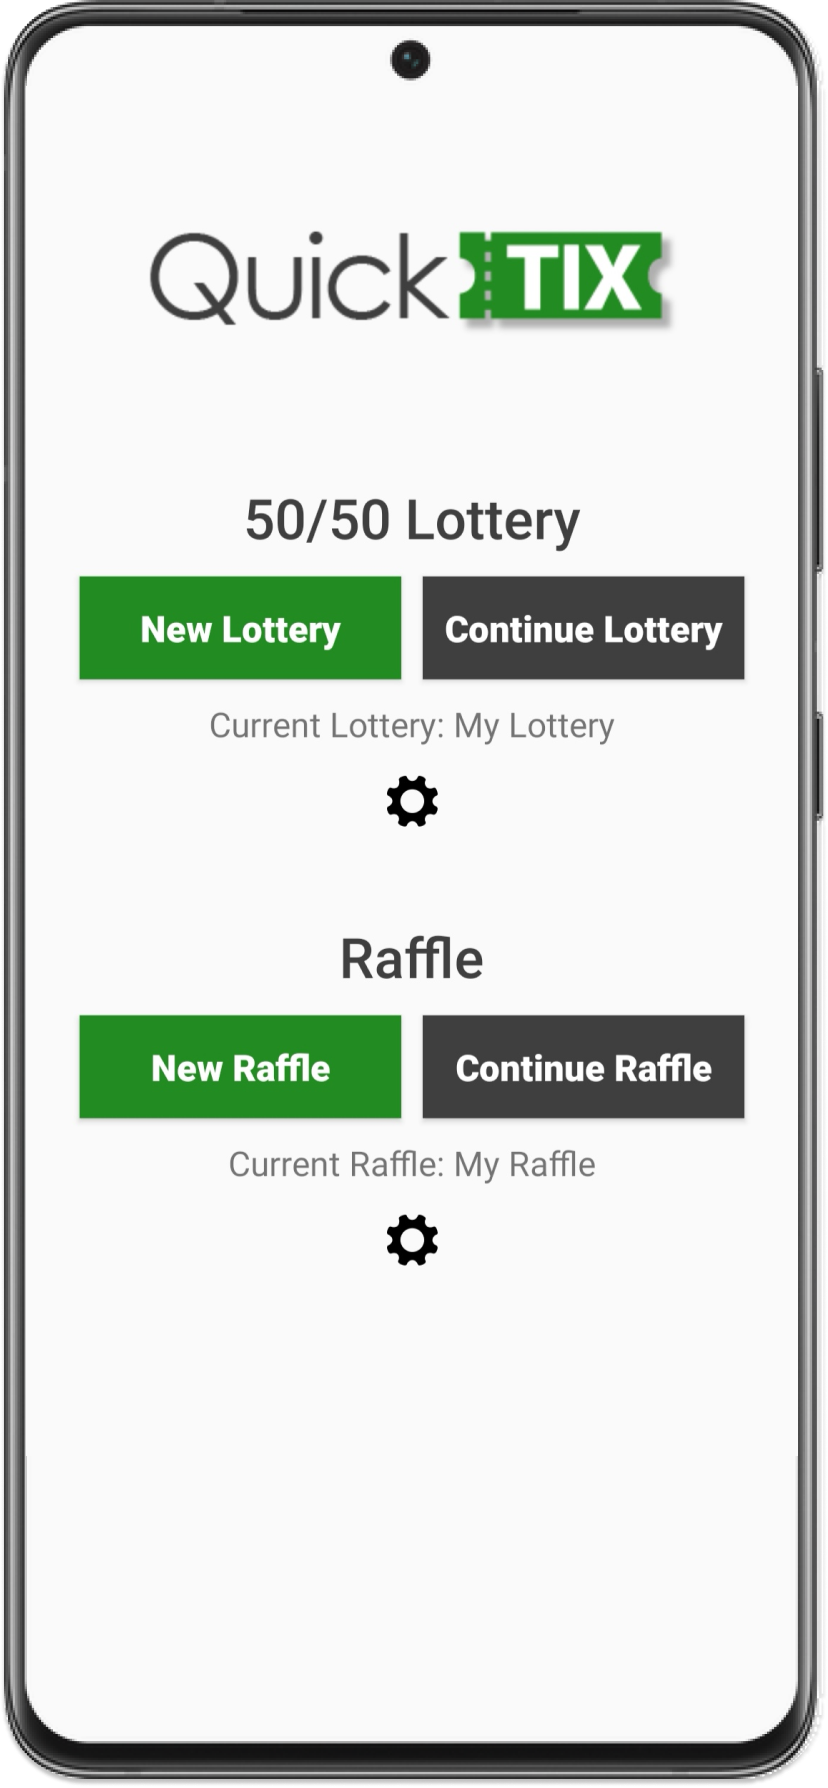 Quick TIX
50/50 Lottery
New Lottery Continue Lottery
Current Lottery: My Lottery
Raffle
New Raffle Continue Raffle
Current Raffle: My Raffle